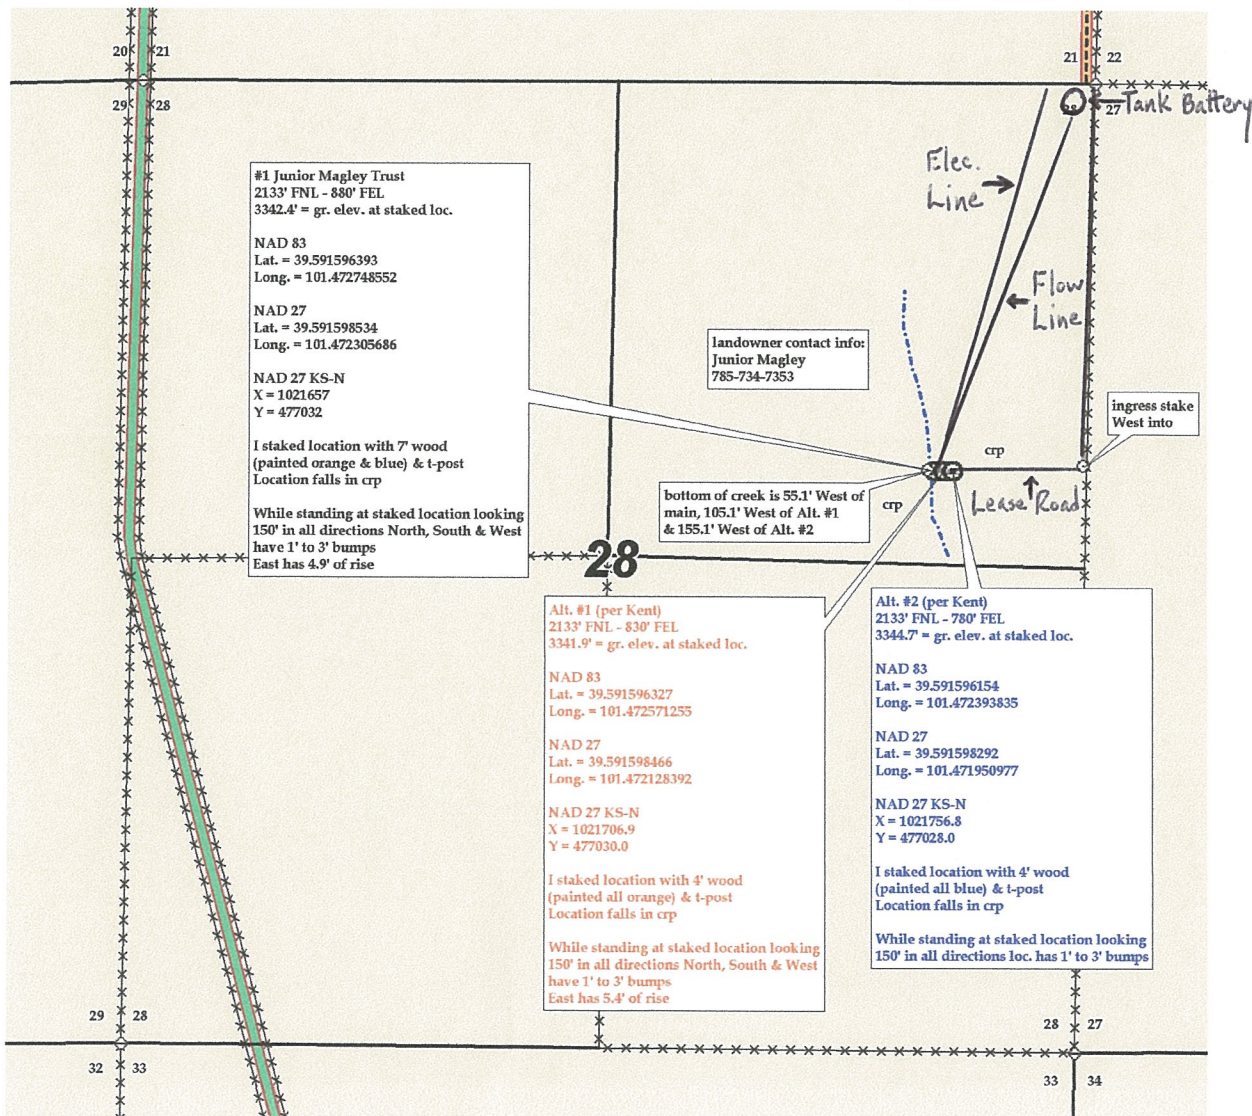 20
21
21
22
29
28
28
27
Tank Battery
Elec.
Line
Flow
Line
#1 Junior Magley Trust
2133' FNL - 880' FEL
3342.4' = gr. elev. at staked loc.
NAD 83
Lat. = 39.591596393
Long. = 101.472748552
NAD 27
Lat. = 39.591598534
Long. = 101.472305686
NAD 27 KS-N
X = 1021657
Y = 477032
I staked location with 7' wood
(painted orange & blue) & t-post
Location falls in crp
While standing at staked location looking
150' in all directions North, South & West
have 1' to 3' bumps
East has 4.9' of rise
landowner contact info:
Junior Magley
785-734-7353
ingress stake
West into
crp
bottom of creek is 55.1' West of
main, 105.1' West of Alt. #1
& 155.1' West of Alt. #2
crp
Lease Road
28
Alt. #1 (per Kent)
2133' FNL - 830' FEL
3341.9' = gr. elev. at staked loc.
NAD 83
Lat. = 39.591596327
Long. = 101.472571255
NAD 27
Lat. = 39.591598466
Long. = 101.472128392
NAD 27 KS-N
X = 1021706.9
Y = 477030.0
I staked location with 4' wood
(painted all orange) & t-post
Location falls in crp
While standing at staked location looking
150' in all directions North, South & West
have 1' to 3' bumps
East has 5.4' of rise
Alt. #2 (per Kent)
2133' FNL - 780' FEL
3344.7' = gr. elev. at staked loc.
NAD 83
Lat. = 39.591596154
Long. = 101.472393835
NAD 27
Lat. = 39.591598292
Long. = 101.471950977
NAD 27 KS-N
X = 1021756.8
Y = 477028.0
I staked location with 4' wood
(painted all blue) & t-post
Location falls in crp
While standing at staked location looking
150' in all directions loc. has 1' to 3' bumps
29
28
28
27
32
33
33
34